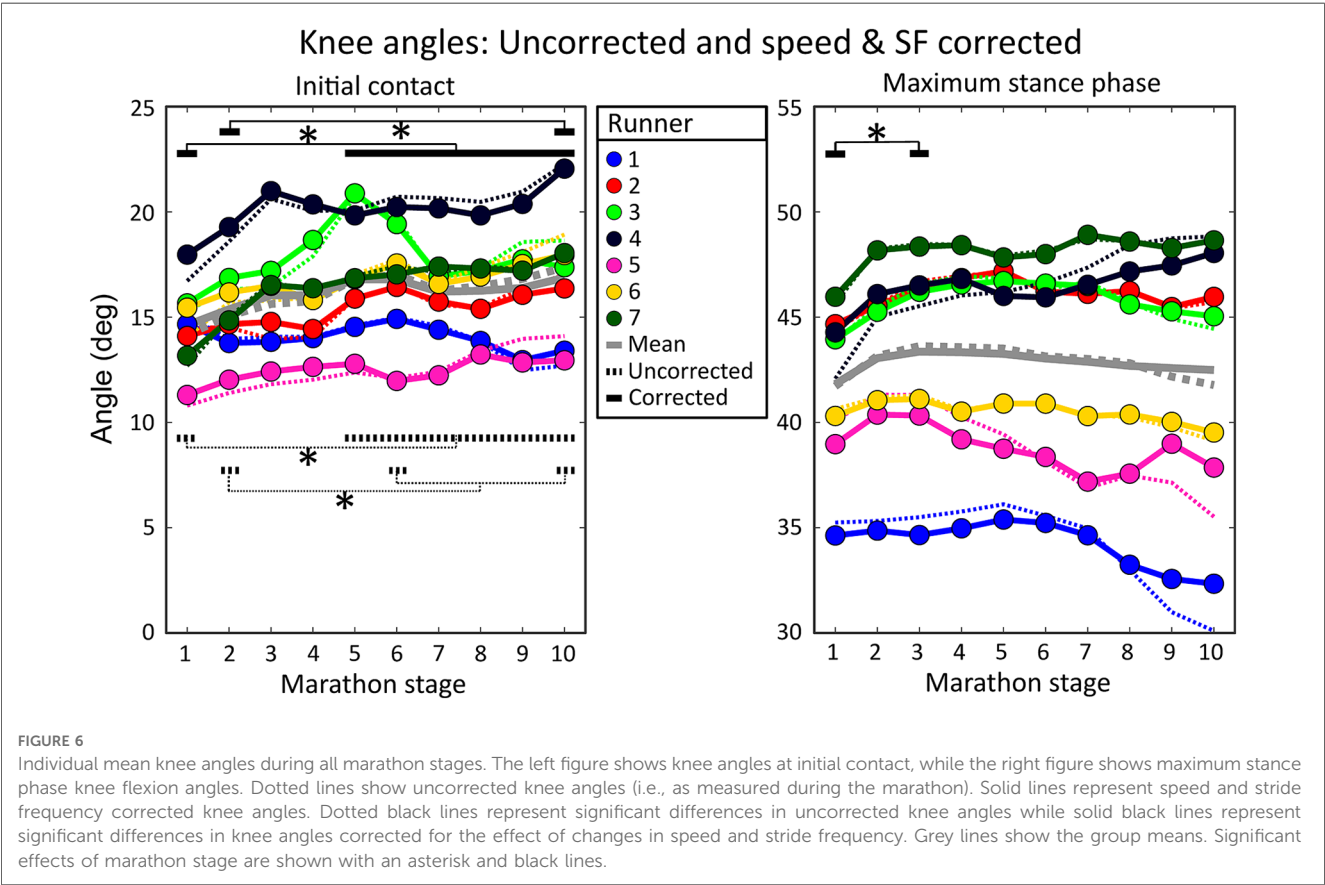 Knee angles: Uncorrected and speed & SF corrected
Initial contact
Maximum stance phase
Angle (deg)
25
20
15
10
5
0
*
*
*
*
1 2 3 4 5 6 7 8 9 10
Marathon stage
Runner
1
2
3
4
5
6
7
Mean
Uncorrected
Corrected
55
50
45
40
35
30
*
1 2 3 4 5 6 7 8 9 10
Marathon stage
FIGURE 6
Individual mean knee angles during all marathon stages. The left figure shows knee angles at initial contact, while the right figure shows maximum stance
phase knee flexion angles. Dotted lines show uncorrected knee angles (i.e., as measured during the marathon). Solid lines represent speed and stride
frequency corrected knee angles. Dotted black lines represent significant differences in uncorrected knee angles while solid black lines represent
significant differences in knee angles corrected for the effect of changes in speed and stride frequency. Grey lines show the group means. Significant
effects of marathon stage are shown with an asterisk and black lines.